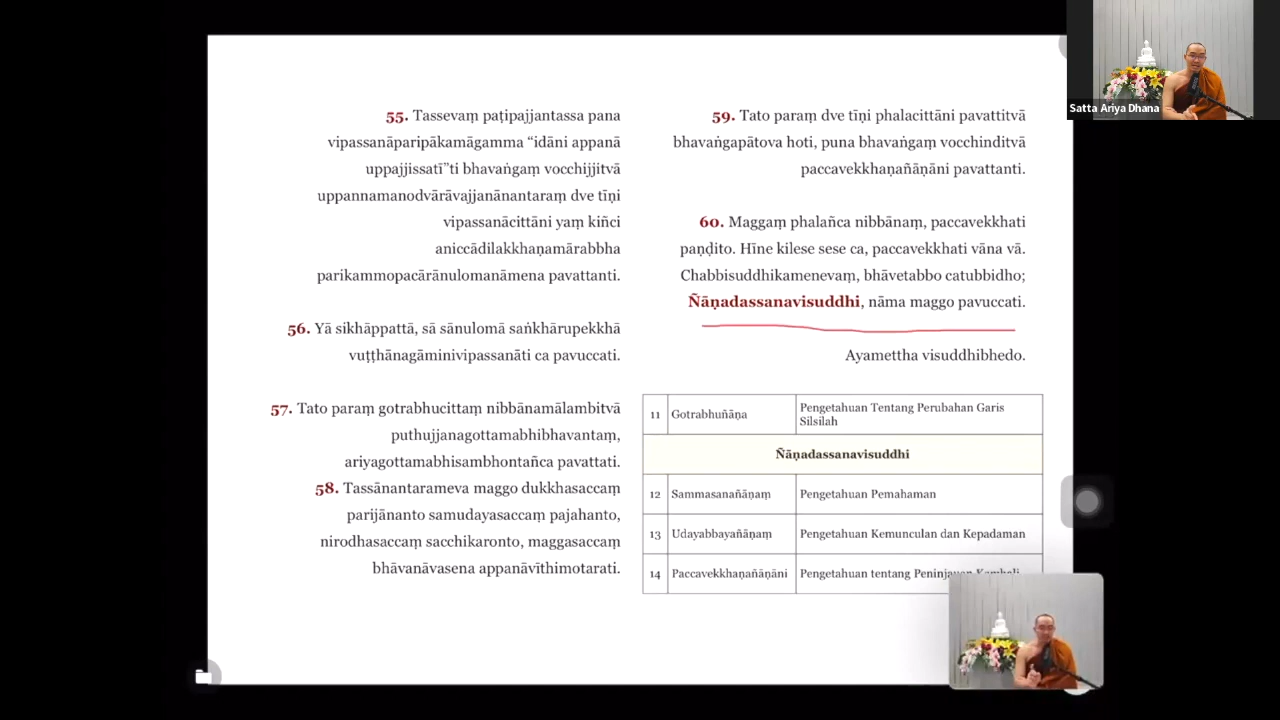 55. Tassevaṃ paṭipajjantassa pana
vipassanāparipākamāgamma “idāni appanā
uppajjissatī”ti bhavaṅgaṃ vocchijjitvā
uppannamanodvārāvajjanānantaraṃ dve tīṇi
vipassanācittāni yaṃ kiñci
aniccādilakkhaṇamārabbha
parikammopacārānulomanāmena pavattanti.
56. Yā sikhāppattā, sā sānulomā saṅkhārupekkhā
vuṭṭhānagāminivipassanāti ca pavuccati.
57. Tato paraṃ gotrabhucittaṃ nibbānamālambitvā
puthujjanagottamabhibhavantaṃ,
ariyagottamabhisambhontañca pavattati.
58. Tassānantarameva maggo dukkhasaccaṃ
parijānanto samudayasaccaṃ pajahanto,
nirodhasaccaṃ sacchikaronto, maggasaccaṃ
bhāvanāvasena appanāvīthimotarati.
59. Tato paraṃ dve tīṇi phalacittāni pavattitvā
bhavaṅgapātova hoti, puna bhavaṅgaṃ vocchinditvā
paccavekkhaṇañāṇāni pavattanti.
60. Maggaṃ phalañca nibbānaṃ, paccavekkhati
paṇḍito. Hīne kilese sese ca, paccavekkhati vāna vā.
Chabbisuddhikamenevaṃ, bhāvetabbo catubbidho;
Ñāṇadassanavisuddhi, nāma maggo pavuccati.
Ayamettha visuddhibhedo.
11 Gotrabhuñāṇa Pengetahuan Tentang Perubahan Garis
Silsilah
Ñāṇadassanavisuddhi
12 Sammasanañāṇaṃ Pengetahuan Pemahaman
13 Udayabbayañāṇaṃ Pengetahuan Kemunculan dan Kepadaman
14 Paccavekkhaṇañāṇāni Pengetahuan tentang Peninjauan Kembali
Satta Ariya Dhana